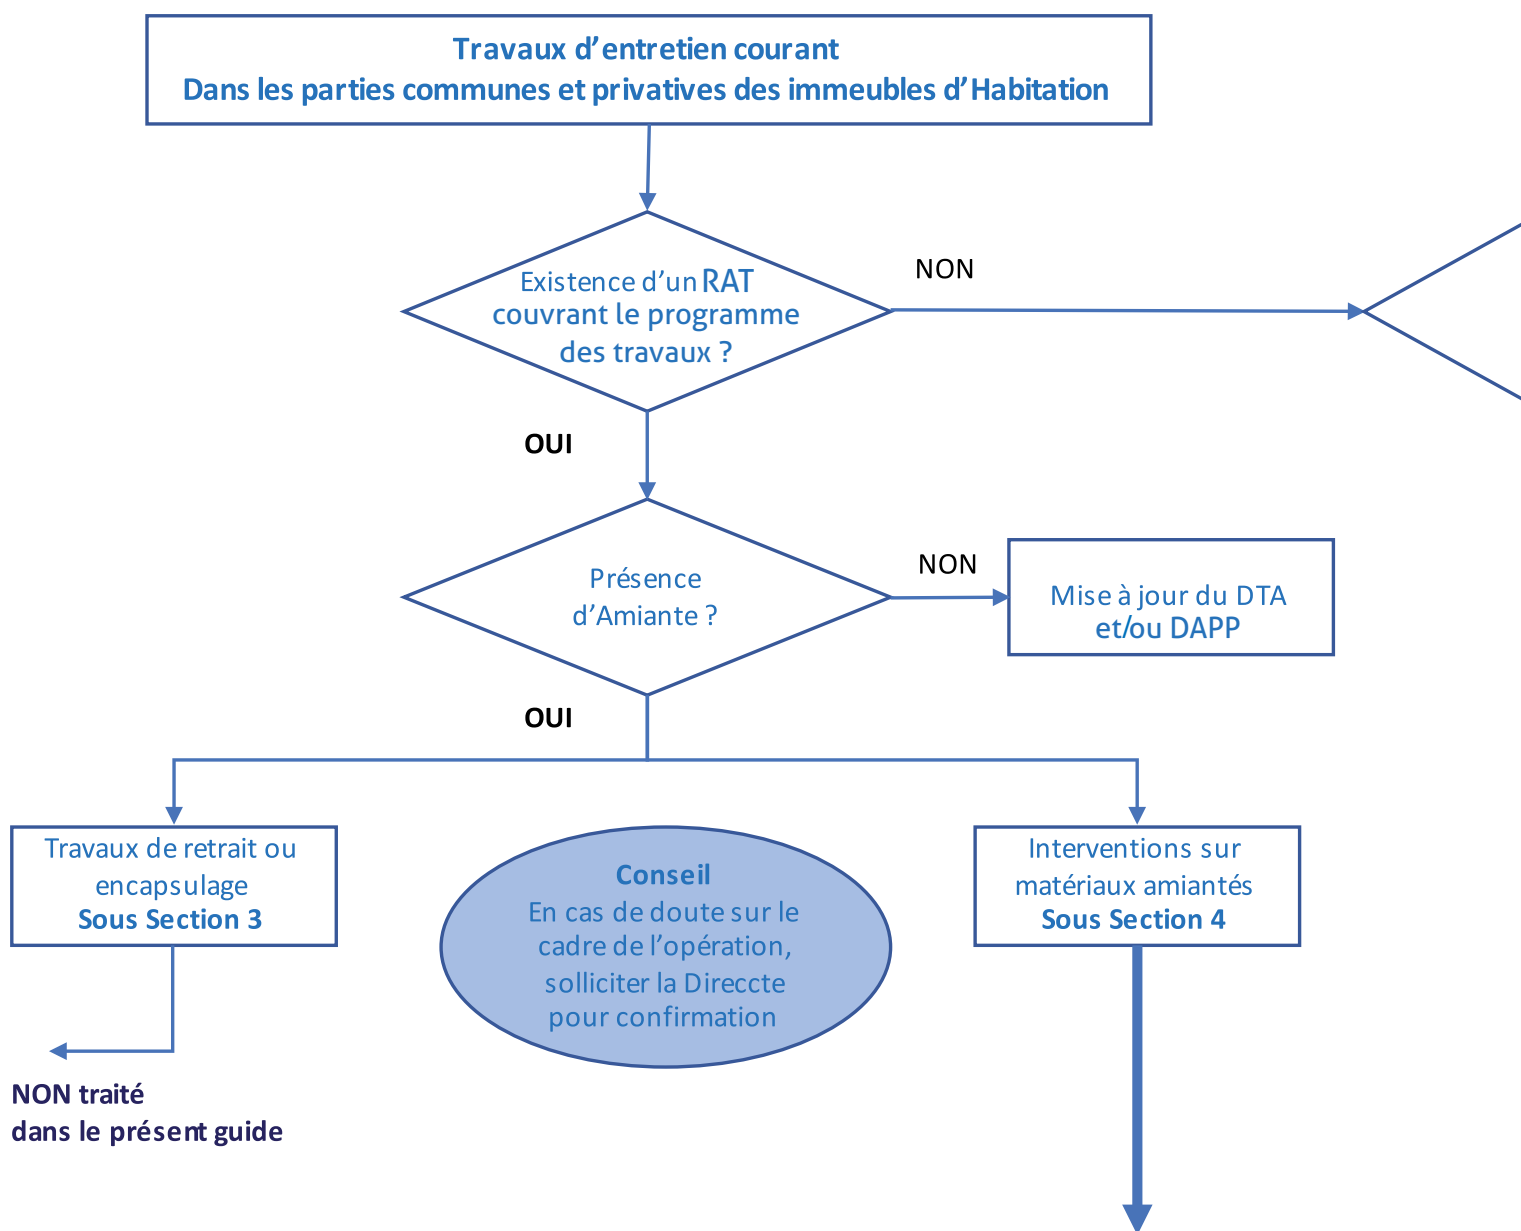 Travaux d’entretien courant
Dans les parties communes et privatives des immeubles d’Habitation
Existence d’un RAT
couvrant le programme
des travaux ?
NON
OUI
Présence
d’Amiante ?
NON
Mise à jour du DTA
et/ou DAPP
OUI
Travaux de retrait ou
encapsulage
Sous Section 3
Conseil
En cas de doute sur le
cadre de l’opération,
solliciter la Direccte
pour confirmation
Interventions sur
matériaux amiantés
Sous Section 4
NON traité
dans le présent guide